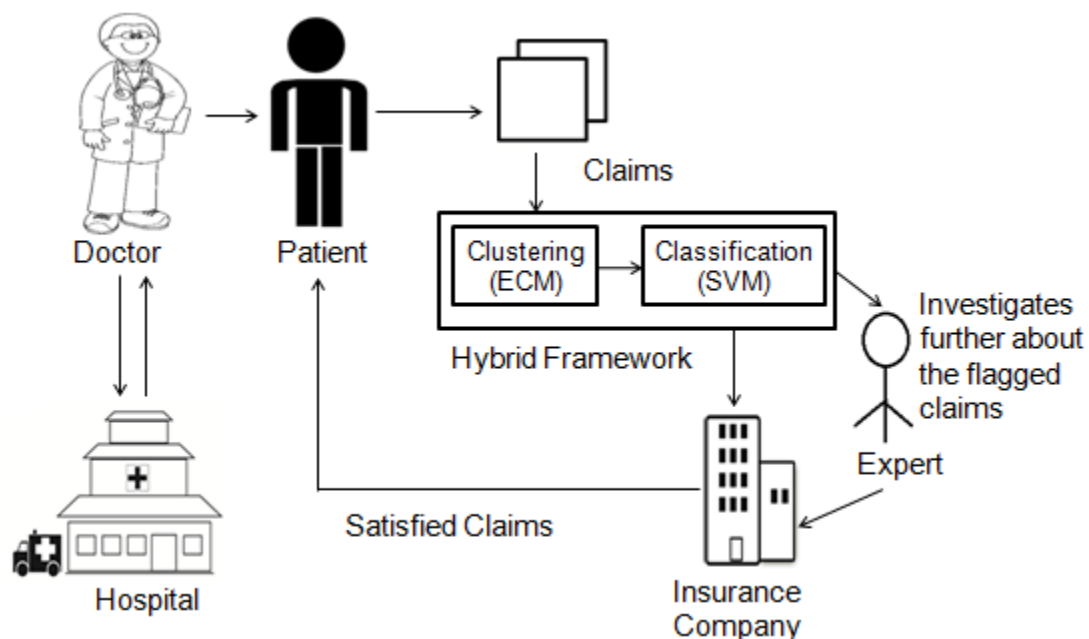 Doctor
Patient
Claims
Clustering
(ECM)
Classification
(SVM)
Hybrid Framework
Investigates
further about
the flagged
claims
Expert
Satisfied Claims
Hospital
Insurance
Company